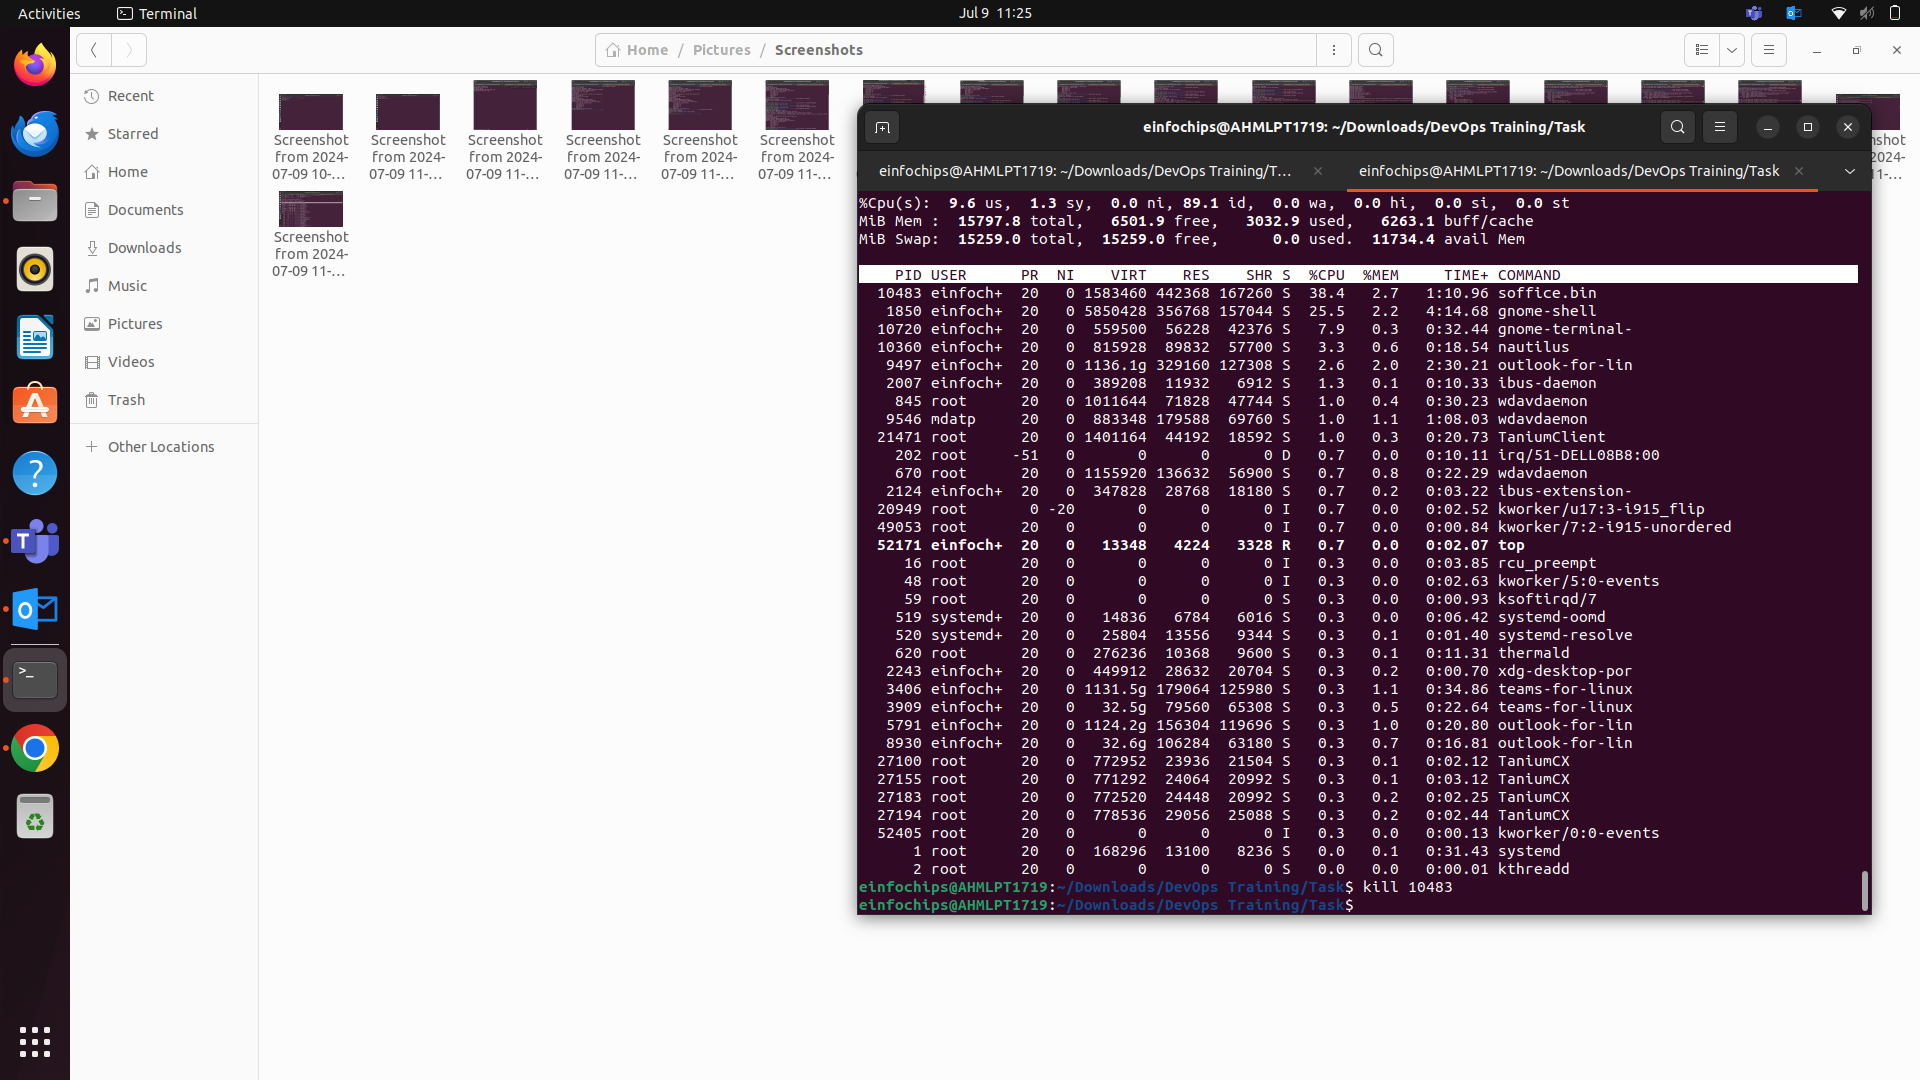 Activities
Terminal
Jul 9 11:25
Home / Pictures / Screenshots
Recent
Starred
Home
Documents
Downloads
Music
Pictures
Videos
Trash
Other Locations
Screenshot from 2024-07-09 10-…
Screenshot from 2024-07-09 11-…
Screenshot from 2024-07-09 11-…
Screenshot from 2024-07-09 11-…
Screenshot from 2024-07-09 11-…
Screenshot from 2024-07-09 11-…
Screenshot from 2024-07-09 11-…
einfochips@AHMLPT1719: ~/Downloads/DevOps Training/Task
einfochips@AHMLPT1719: ~/Downloads/DevOps Training/T…
einfochips@AHMLPT1719: ~/Downloads/DevOps Training/Task
%Cpu(s):  9.6 us,  1.3 sy,  0.0 ni, 89.1 id,  0.0 wa,  0.0 hi,  0.0 si,  0.0 st
MiB Mem :  15797.8 total,   6501.9 free,   3032.9 used,   6263.1 buff/cache
MiB Swap:  15259.0 total,  15259.0 free,      0.0 used.  11734.4 avail Mem
PID USER PR NI VIRT RES SHR S %CPU %MEM TIME+ COMMAND
10483 einfoch+ 20 0 1583460 442368 167260 S 38.4 2.7 1:10.96 soffice.bin
1850 einfoch+ 20 0 5850428 356768 157044 S 25.5 2.2 4:14.68 gnome-shell
10720 einfoch+ 20 0 559500 56228 42376 S 7.9 0.3 0:32.44 gnome-terminal-
10360 einfoch+ 20 0 815928 89832 57700 S 3.3 0.6 0:18.54 nautilus
9497 einfoch+ 20 0 1136.1g 329160 127308 S 2.6 2.0 2:30.21 outlook-for-lin
2007 einfoch+ 20 0 389208 11932 6912 S 1.3 0.1 0:10.33 ibus-daemon
845 root 20 0 1011644 71828 47744 S 1.0 0.4 0:30.23 wdavdaemon
9546 mdatp 20 0 883348 179588 69760 S 1.0 1.1 1:08.03 wdavdaemon
21471 root 20 0 1401164 44192 18592 S 1.0 0.3 0:20.73 TaniumClient
202 root -51 0 0 0 0 D 0.7 0.0 0:10.11 irq/51-DELL08B8:00
670 root 20 0 1155920 136632 56900 S 0.7 0.8 0:22.29 wdavdaemon
2124 einfoch+ 20 0 347828 28768 18180 S 0.7 0.2 0:03.22 ibus-extension-
20949 root 0 -20 0 0 0 I 0.7 0.0 0:02.52 kworker/u17:3-i915_flip
49053 root 20 0 0 0 0 I 0.7 0.0 0:00.84 kworker/7:2-i915-unordered
52171 einfoch+ 20 0 13348 4224 3328 R 0.7 0.0 0:02.07 top
16 root 20 0 0 0 0 I 0.3 0.0 0:03.85 rcu_preempt
48 root 20 0 0 0 0 I 0.3 0.0 0:02.63 kworker/5:0-events
59 root 20 0 0 0 0 S 0.3 0.0 0:00.93 ksoftirqd/7
519 systemd+ 20 0 14836 6784 6016 S 0.3 0.0 0:06.42 systemd-oomd
520 systemd+ 20 0 25804 13556 9344 S 0.3 0.1 0:01.40 systemd-resolve
620 root 20 0 276236 10368 9600 S 0.3 0.1 0:11.31 thermald
2243 einfoch+ 20 0 449912 28632 20704 S 0.3 0.2 0:00.70 xdg-desktop-por
3406 einfoch+ 20 0 1131.5g 179064 125980 S 0.3 1.1 0:34.86 teams-for-linux
3909 einfoch+ 20 0 32.5g 79560 65308 S 0.3 0.5 0:22.64 teams-for-linux
5791 einfoch+ 20 0 1124.2g 156304 119696 S 0.3 1.0 0:20.80 outlook-for-lin
8930 einfoch+ 20 0 32.6g 106284 63180 S 0.3 0.7 0:16.81 outlook-for-lin
27100 root 20 0 772952 23936 21504 S 0.3 0.1 0:02.12 TaniumCX
27155 root 20 0 771292 24064 20992 S 0.3 0.1 0:03.12 TaniumCX
27183 root 20 0 772520 24448 20992 S 0.3 0.2 0:02.25 TaniumCX
27194 root 20 0 778536 29056 25088 S 0.3 0.2 0:02.44 TaniumCX
52405 root 20 0 0 0 0 I 0.3 0.0 0:00.13 kworker/0:0-events
1 root 20 0 168296 13100 8236 S 0.0 0.1 0:31.43 systemd
2 root 20 0 0 0 0 S 0.0 0.0 0:00.01 kthreadd
einfochips@AHMLPT1719:~/Downloads/DevOps Training/Task$ kill 10483
einfochips@AHMLPT1719:~/Downloads/DevOps Training/Task$